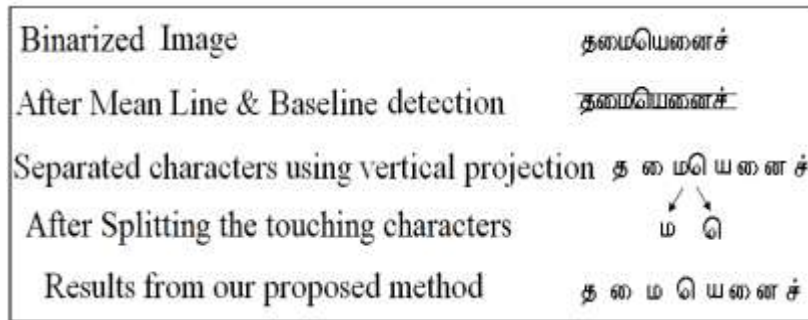 Binarized Image தமையெனைச்
After Mean Line & Baseline detection தமையெனைச்
Separated characters using vertical projection த மை மெ ய னை ச்
After Splitting the touching characters ம ெ
Results from our proposed method த ை ம ெ ய னை ச்